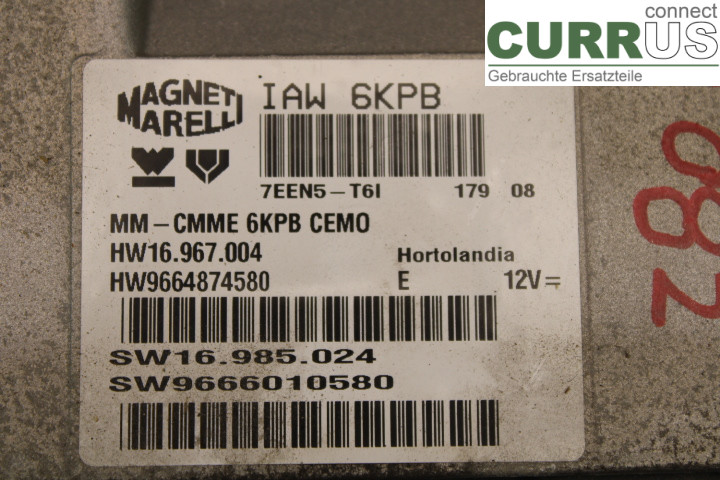 connect
CURRUS
Gebrauchte Ersatzteile
MAGNETI
MARELLI
IAW 6KPB
7EEN5-T6I 179 08
MM-CMME 6KPB CEMO
HW16.967.004 Hortolandia
HW9664874580 E 12V=
SW16.985.024
SW9666010580